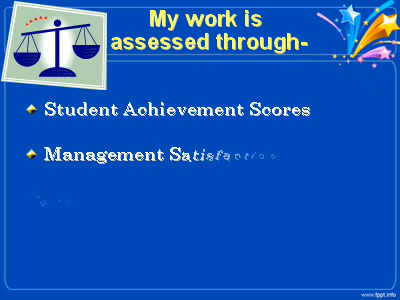 My work is
assessed through-
Student Achievement Scores
Management Satisfaction
www.fppt.info